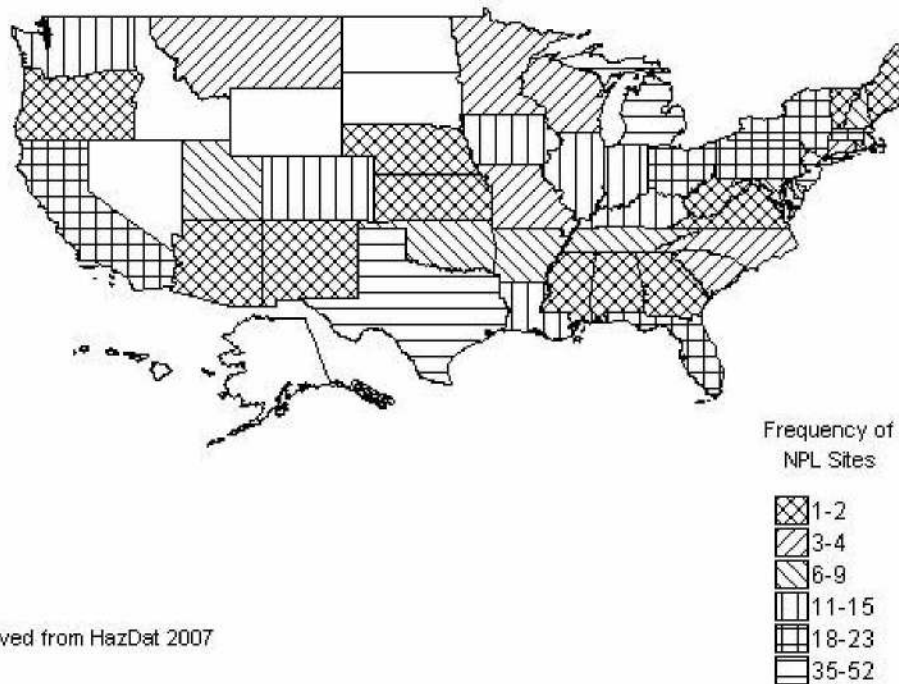 Frequency of
NPL Sites
1-2
3-4
6-9
11-15
18-23
35-52
ved from HazDat 2007